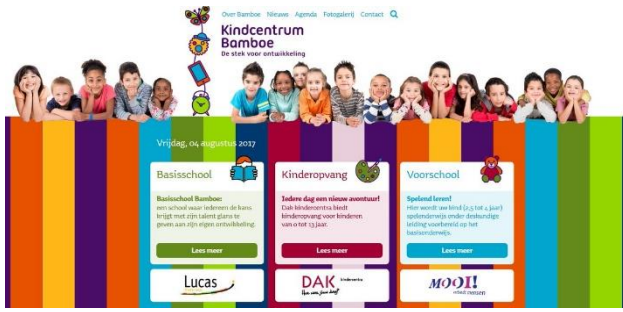 Over Bamboe Nieuws Agenda Fotogalerij Contact
Kindcentrum
Bamboe
De stek voor ontwikkeling
Vrijdag, 04 augustus 2017
Basisschool
Basisschool Bamboe:
een school waar iedereen de kans
krijgt met zijn talent glans te
geven aan zijn eigen ontwikkeling.
Lees meer
Lucas
Kinderopvang
Iedere dag een nieuw avontuur!
Dak kindercentra biedt
kinderopvang voor kinderen
van 0 tot 13 jaar.
Lees meer
DAK kindercentra
Voorschool
Spelend leren!
Hier wordt uw kind (2,5 tot 4 jaar)
spelenderwijs onder deskundige
leiding voorbereid op het
basisonderwijs.
Lees meer
MOOI!